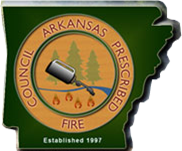 ARKANSAS PRESCRIBED
FIRE
COUNCIL
Established 1997